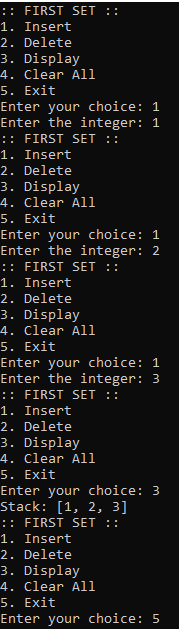 :: FIRST SET ::
1. Insert
2. Delete
3. Display
4. Clear All
5. Exit
Enter your choice: 1
Enter the integer: 1
:: FIRST SET ::
1. Insert
2. Delete
3. Display
4. Clear All
5. Exit
Enter your choice: 1
Enter the integer: 2
:: FIRST SET ::
1. Insert
2. Delete
3. Display
4. Clear All
5. Exit
Enter your choice: 1
Enter the integer: 3
:: FIRST SET ::
1. Insert
2. Delete
3. Display
4. Clear All
5. Exit
Enter your choice: 3
Stack: [1, 2, 3]
:: FIRST SET ::
1. Insert
2. Delete
3. Display
4. Clear All
5. Exit
Enter your choice: 5